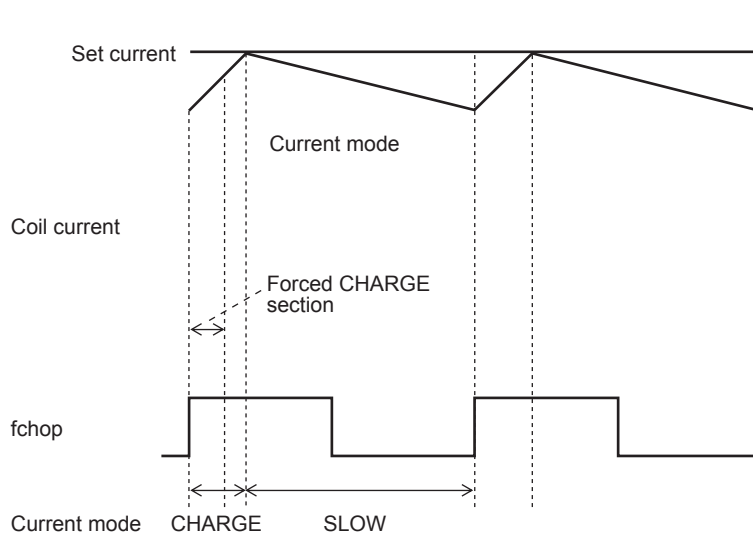 Set current
Current mode
Coil current
Forced CHARGE
section
fchop
Current mode CHARGE SLOW